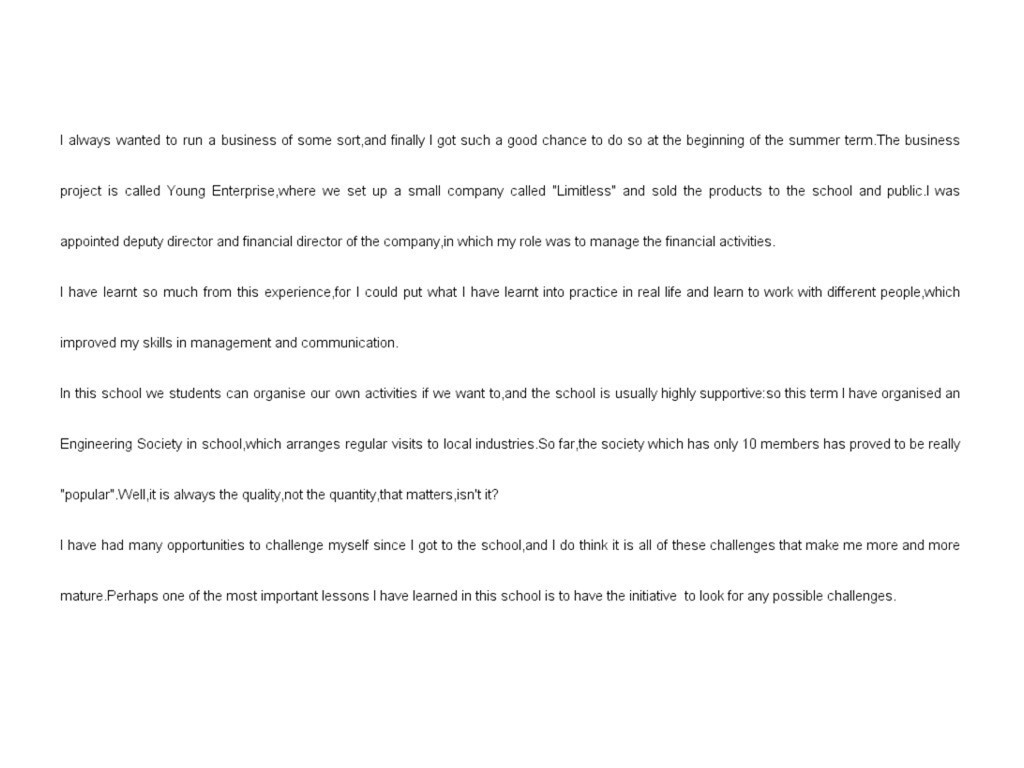 I always wanted to run a business of some sort,and finally I got such a good chance to do so at the beginning of the summer term.The business
project is called Young Enterprise,where we set up a small company called "Limitless" and sold the products to the school and public.I was
appointed deputy director and financial director of the company,in which my role was to manage the financial activities.
I have learnt so much from this experience,for I could put what I have learnt into practice in real life and learn to work with different people,which
improved my skills in management and communication.
In this school we students can organise our own activities if we want to,and the school is usually highly supportive:so this term I have organised an
Engineering Society in school,which arranges regular visits to local industries.So far,the society which has only 10 members has proved to be really
"popular".Well,it is always the quality,not the quantity,that matters,isn't it?
I have had many opportunities to challenge myself since I got to the school,and I do think it is all of these challenges that make me more and more
mature.Perhaps one of the most important lessons I have learned in this school is to have the initiative  to look for any possible challenges.